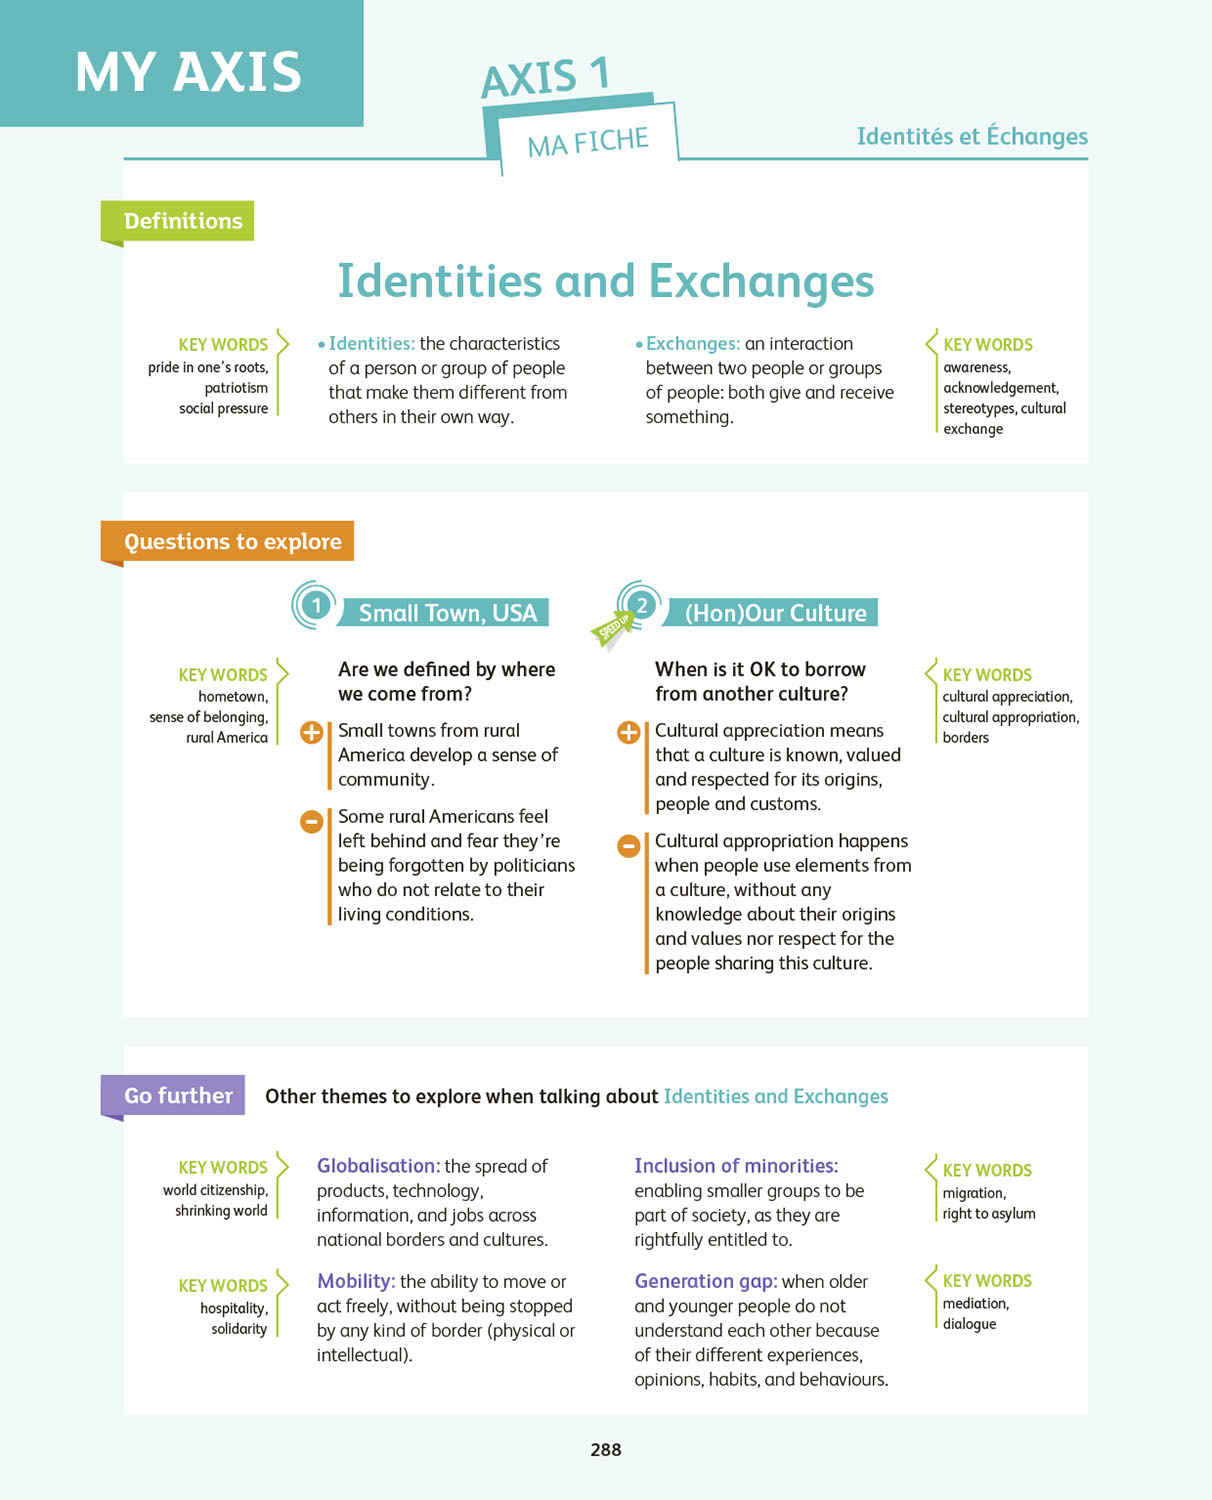 MY AXIS
AXIS 1
MA FICHE
Identités et Échanges
Definitions
Identities and Exchanges
KEY WORDS
pride in one's roots,
patriotism
social pressure
• Identities: the characteristics
of a person or group of people
that make them different from
others in their own way.
• Exchanges: an interaction
between two people or groups
of people: both give and receive
something.
KEY WORDS
awareness,
acknowledgement,
stereotypes, cultural
exchange
Questions to explore
1
Small Town, USA
KEY WORDS
hometown,
sense of belonging,
rural America
Are we defined by where
we come from?
+
Small towns from rural
America develop a sense of
community.
-
Some rural Americans feel
left behind and fear they're
being forgotten by politicians
who do not relate to their
living conditions.
2
SPEED UP
(Hon)Our Culture
When is it OK to borrow
from another culture?
+
Cultural appreciation means
that a culture is known, valued
and respected for its origins,
people and customs.
-
Cultural appropriation happens
when people use elements from
a culture, without any
knowledge about their origins
and values nor respect for the
people sharing this culture.
KEY WORDS
cultural appreciation,
cultural appropriation,
borders
Go further
Other themes to explore when talking about Identities and Exchanges
KEY WORDS
world citizenship,
shrinking world
Globalisation: the spread of
products, technology,
information, and jobs across
national borders and cultures.
Inclusion of minorities:
enabling smaller groups to be
part of society, as they are
rightfully entitled to.
KEY WORDS
migration,
right to asylum
KEY WORDS
hospitality,
solidarity
Mobility: the ability to move or
act freely, without being stopped
by any kind of border (physical or
intellectual).
Generation gap: when older
and younger people do not
understand each other because
of their different experiences,
opinions, habits, and behaviours.
KEY WORDS
mediation,
dialogue
288